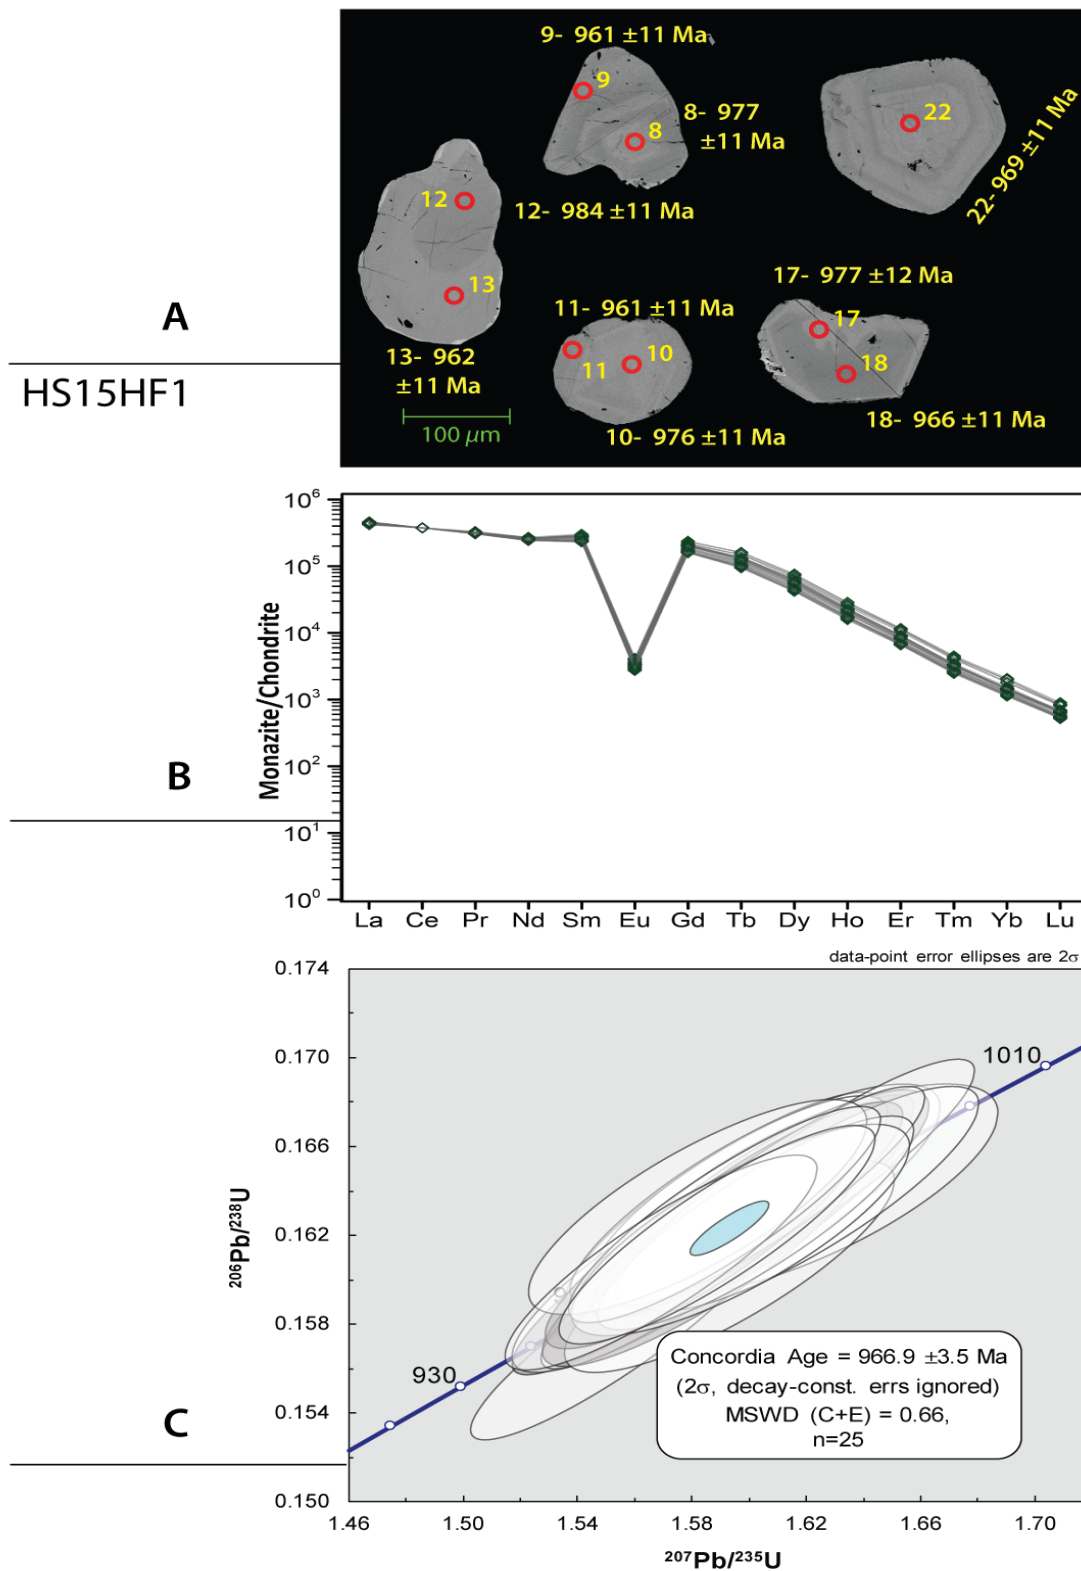 9- 961 ±11 Ma
9
8
8- 977
±11 Ma
22
22- 969 ±11 Ma
12
12- 984 ±11 Ma
13
13- 962
±11 Ma
100 µm
11- 961 ±11 Ma
10
11
10- 976 ±11 Ma
17- 977 ±12 Ma
17
18
18- 966 ±11 Ma
A
HS15HF1
Monazite/Chondrite
10⁶
10⁵
10⁴
10³
10²
10¹
10⁰
La Ce Pr Nd Sm Eu Gd Tb Dy Ho Er Tm Yb Lu
B
data-point error ellipses are 2σ
²⁰⁶Pb/²³⁸U
0.174
0.170
0.166
0.162
0.158
0.154
0.150
1010
930
Concordia Age = 966.9 ±3.5 Ma
(2σ, decay-const. errs ignored)
MSWD (C+E) = 0.66,
n=25
C
1.46 1.50 1.54 1.58 1.62 1.66 1.70
²⁰⁷Pb/²³⁵U